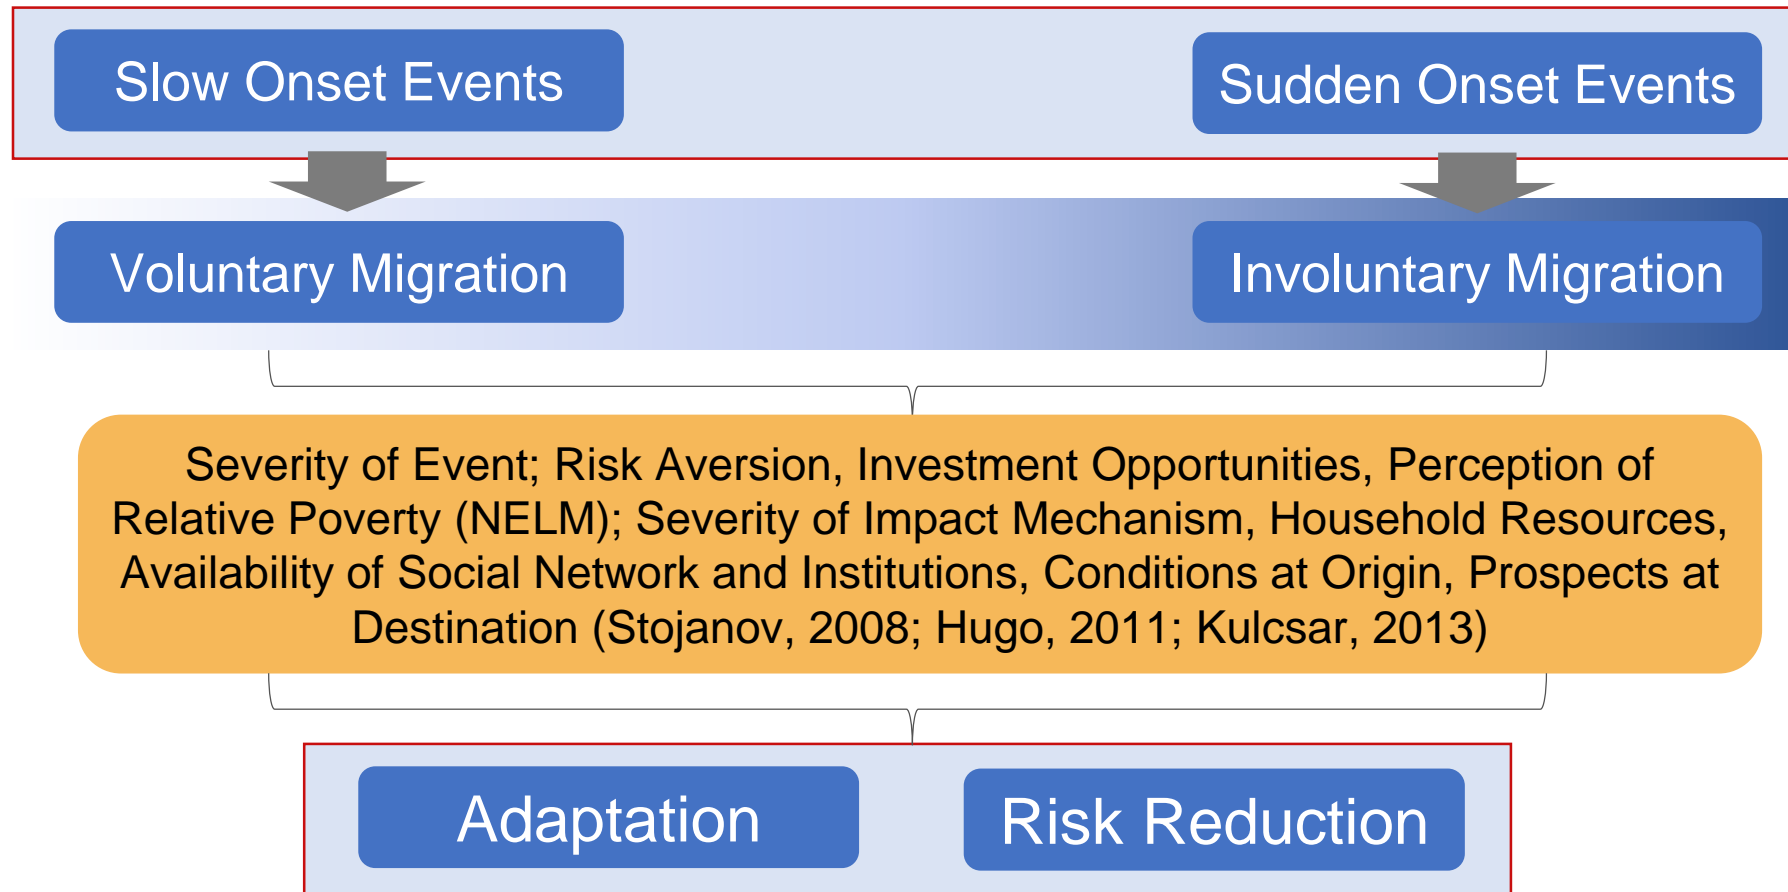 Slow Onset Events
Sudden Onset Events
Voluntary Migration
Involuntary Migration
Severity of Event; Risk Aversion, Investment Opportunities, Perception of
Relative Poverty (NELM); Severity of Impact Mechanism, Household Resources,
Availability of Social Network and Institutions, Conditions at Origin, Prospects at
Destination (Stojanov, 2008; Hugo, 2011; Kulcsar, 2013)
Adaptation
Risk Reduction